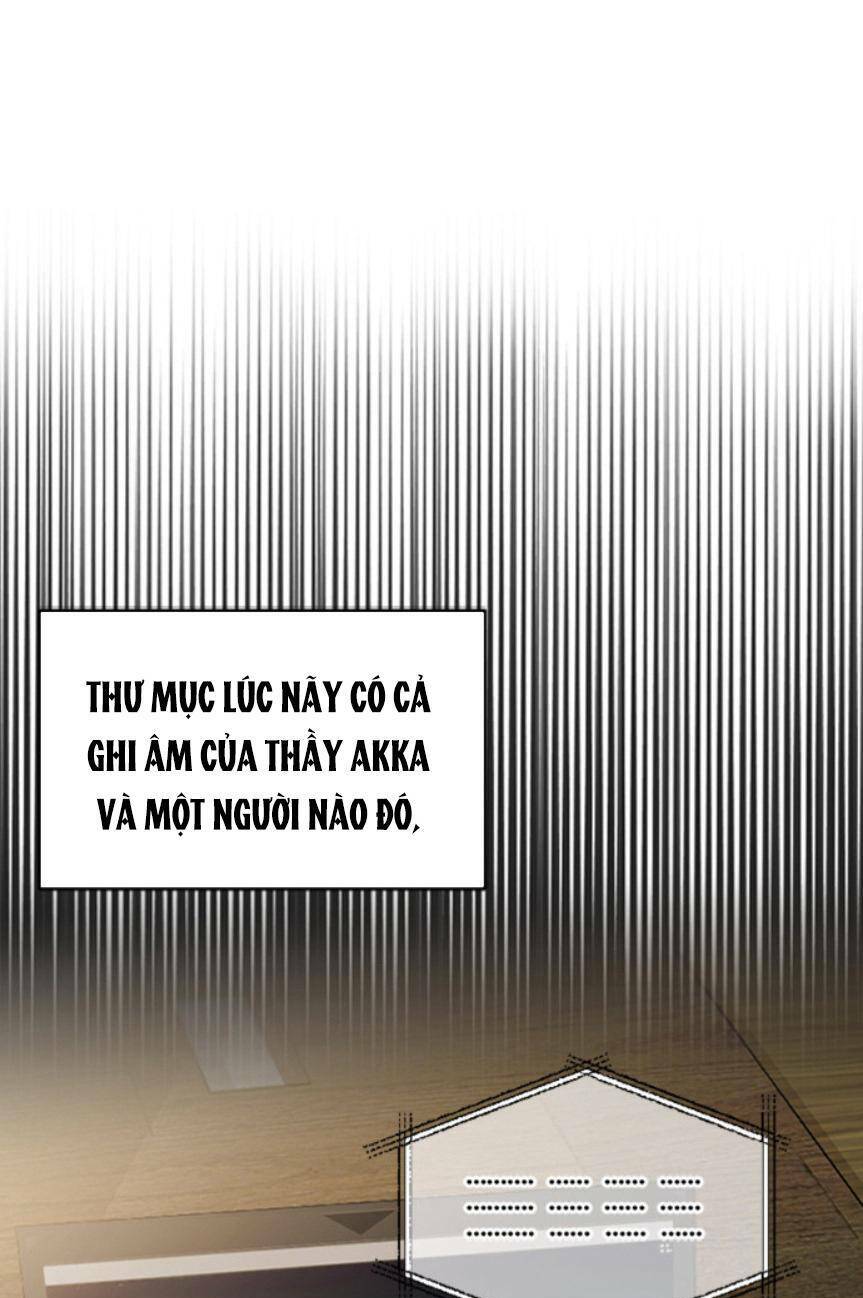 THƯ MỤC LÚC NÃY CÓ CẢ
GHI ÂM CỦA THẦY AKKA
VÀ MỘT NGƯỜI NÀO ĐÓ,